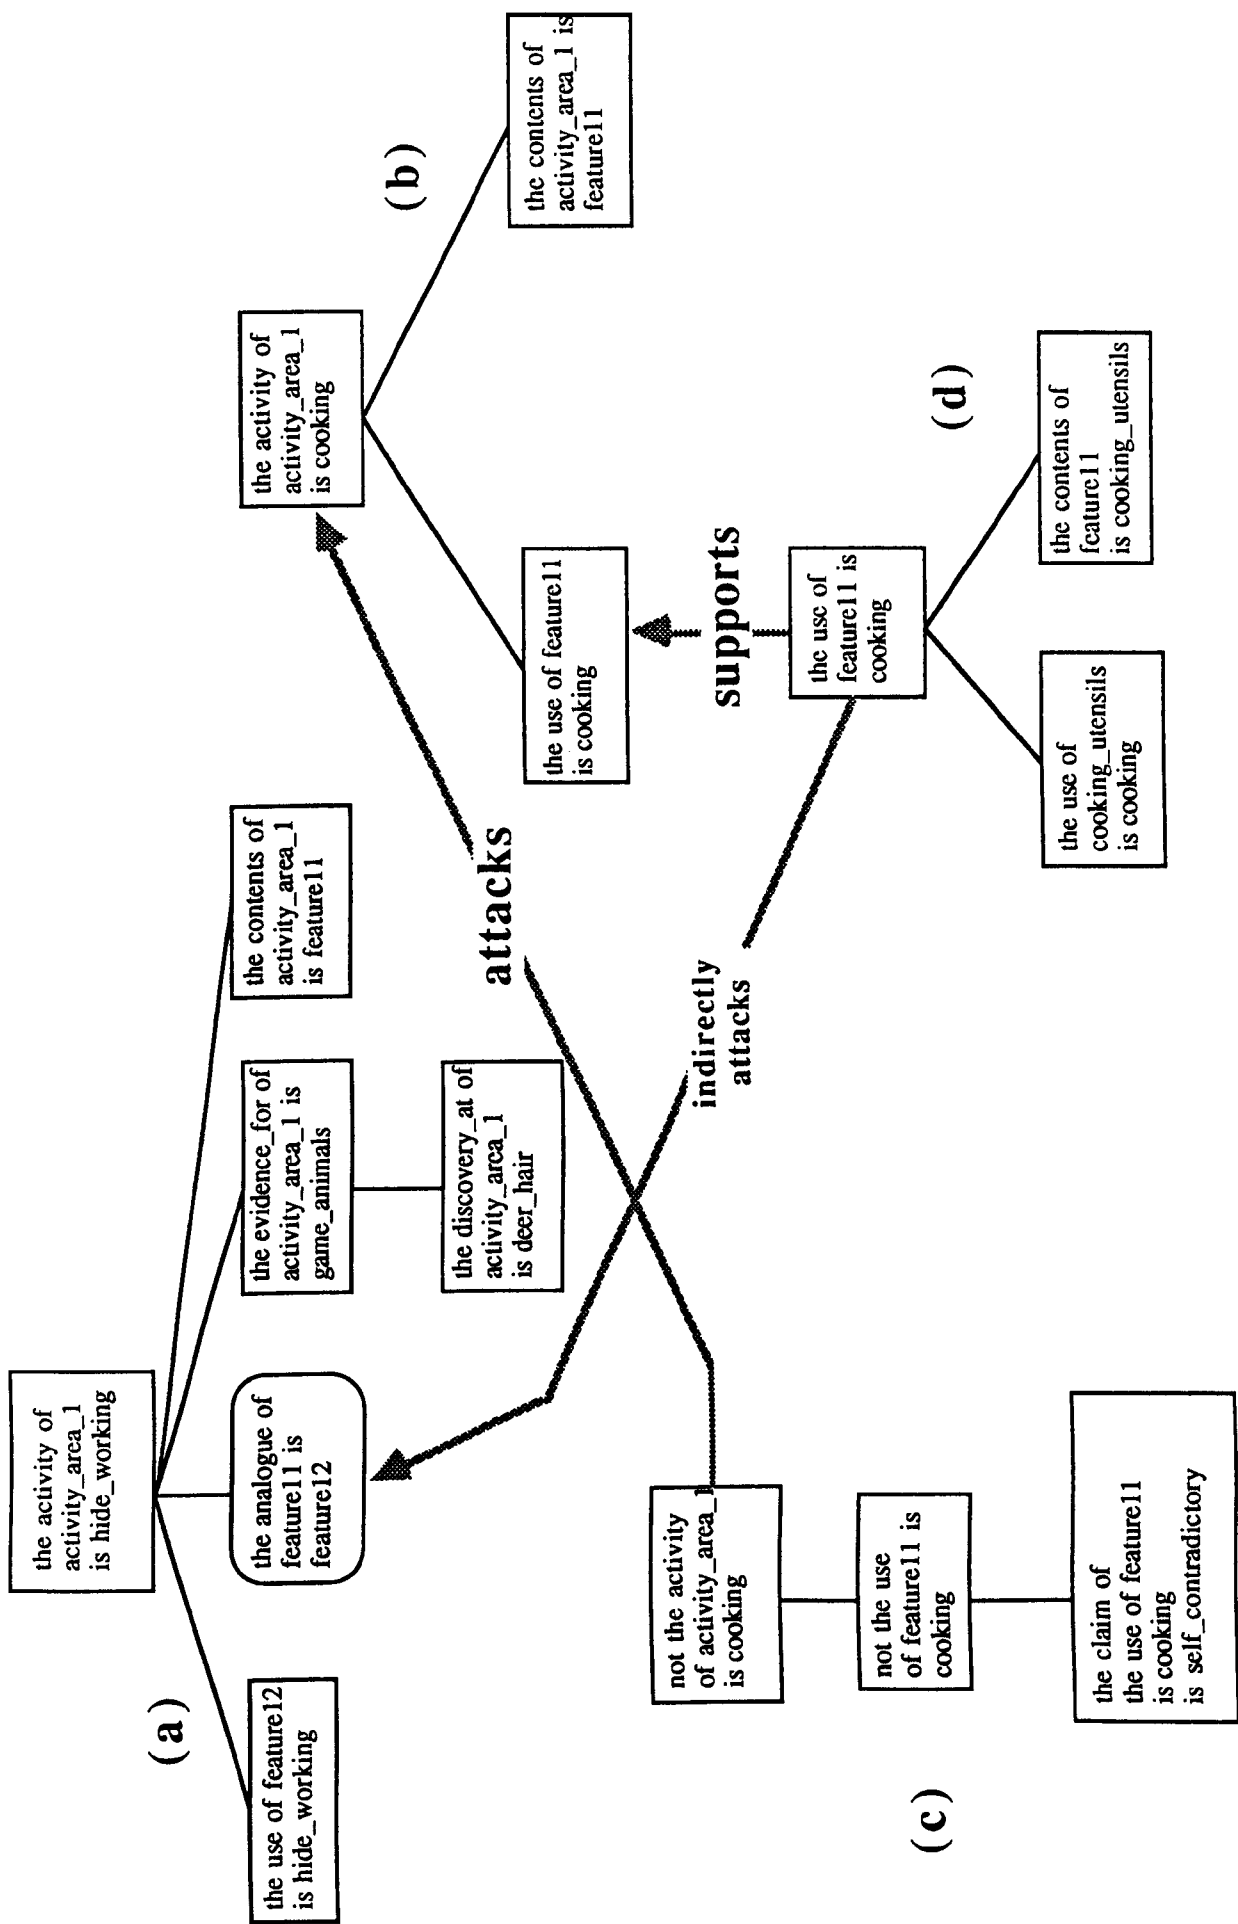 the activity of
activity_area_1
is hide_working
(a)
the use of feature12
is hide_working
the analogue of
feature11 is
feature12
the evidence_for of
activity_area_1 is
game_animals
the contents of
activity_area_1
is feature11
the discovery_at of
activity_area_1
is deer_hair
the activity of
activity_area_1
is cooking
(b)
the use of feature11
is cooking
the contents of
activity_area_1 is
feature11
attacks
supports
indirectly
attacks
not the activity
of activity_area_1
is cooking
not the use
of feature11 is
cooking
(c)
the claim of
the use of feature11
is cooking
is self_contradictory
the use of
feature11 is
cooking
(d)
the use of
cooking_utensils
is cooking
the contents of
feature11
is cooking_utensils